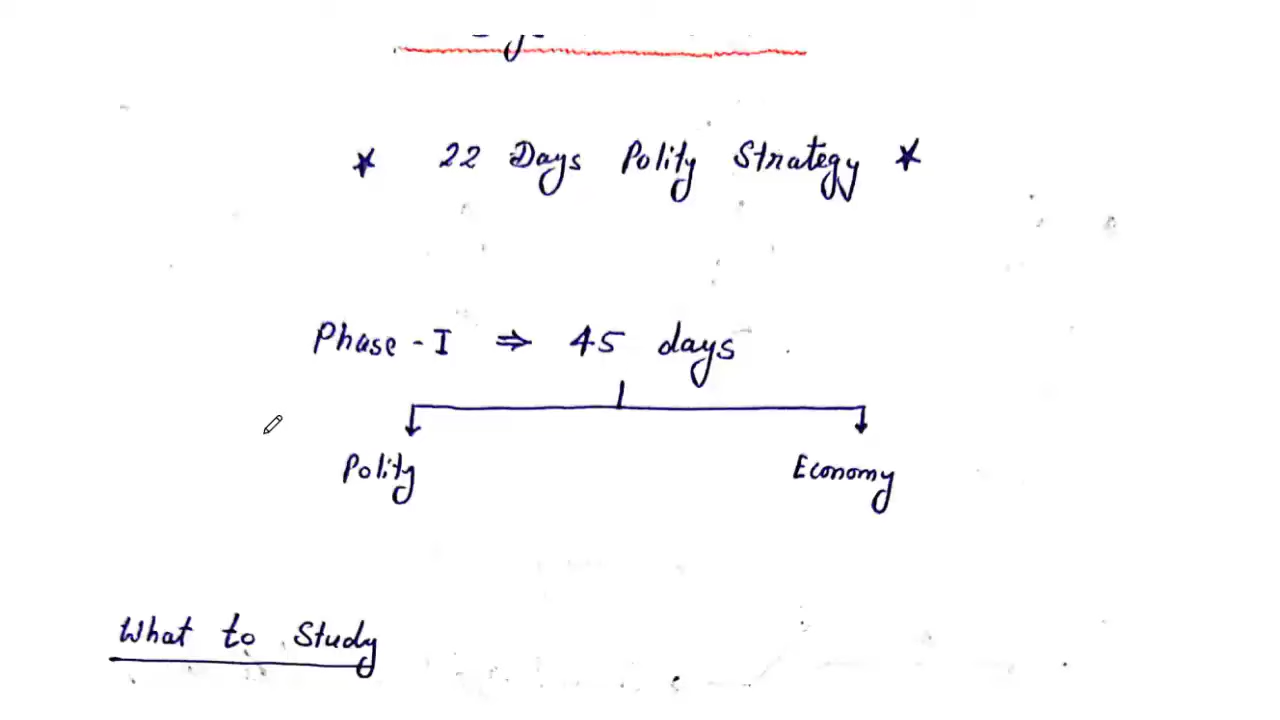 * 22 Days Polity Strategy *
Phase - I ⇒ 45 days
Polity Economy
What to Study